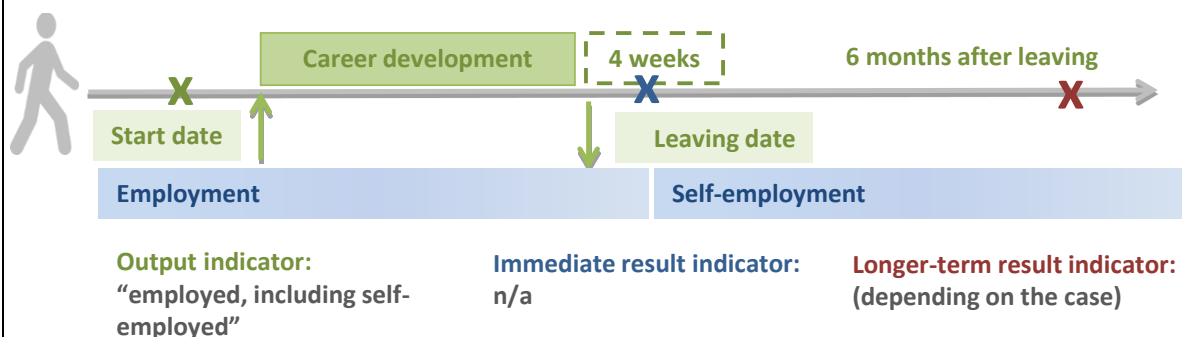 Career development
4 weeks
6 months after leaving
X
X
X
Start date
Leaving date
Employment
Self-employment
Output indicator:
“employed, including self-
employed”
Immediate result indicator:
n/a
Longer-term result indicator:
(depending on the case)